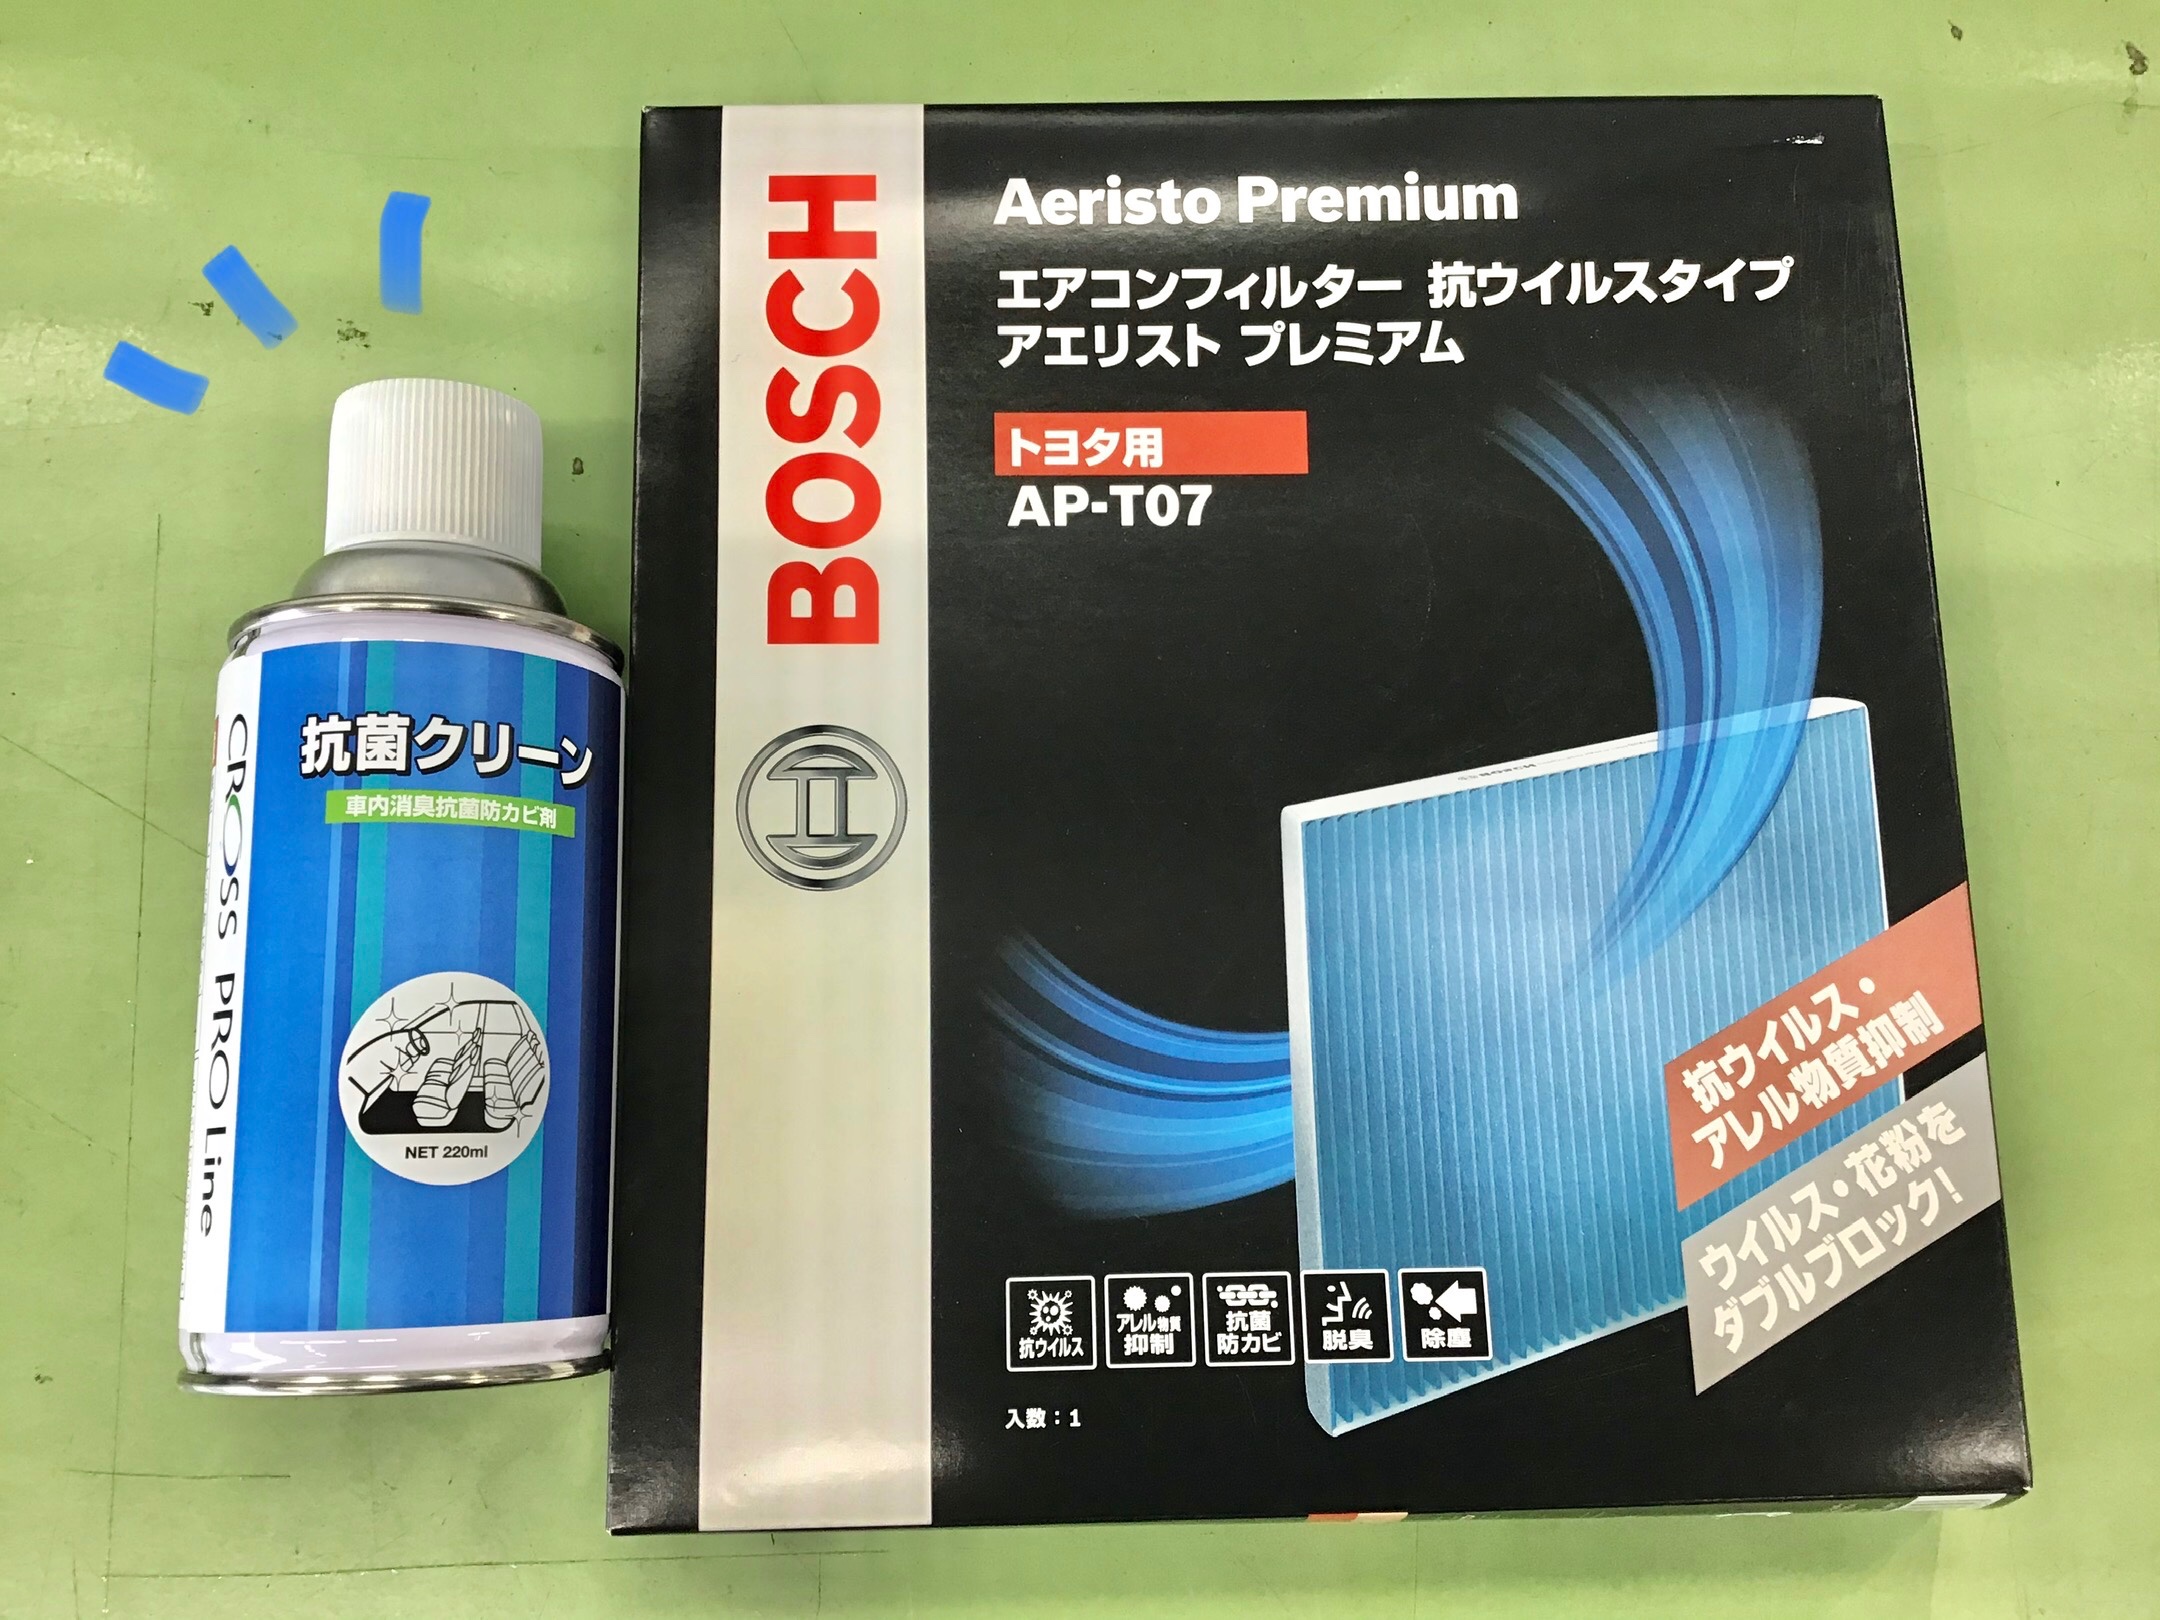 CROSS PRO Line
抗菌クリーン
車内消臭抗菌防カビ剤
NET 220ml
BOSCH
Aeristo Premium
エアコンフィルター 抗ウイルスタイプ
アエリスト プレミアム
トヨタ用
AP-T07
BOSCH
抗ウイルス・
アレル物質抑制
ウイルス・花粉を
ダブルブロック!
抗ウイルス
アレル物質
抑制
抗菌
防カビ
脱臭
除塵
入数:1